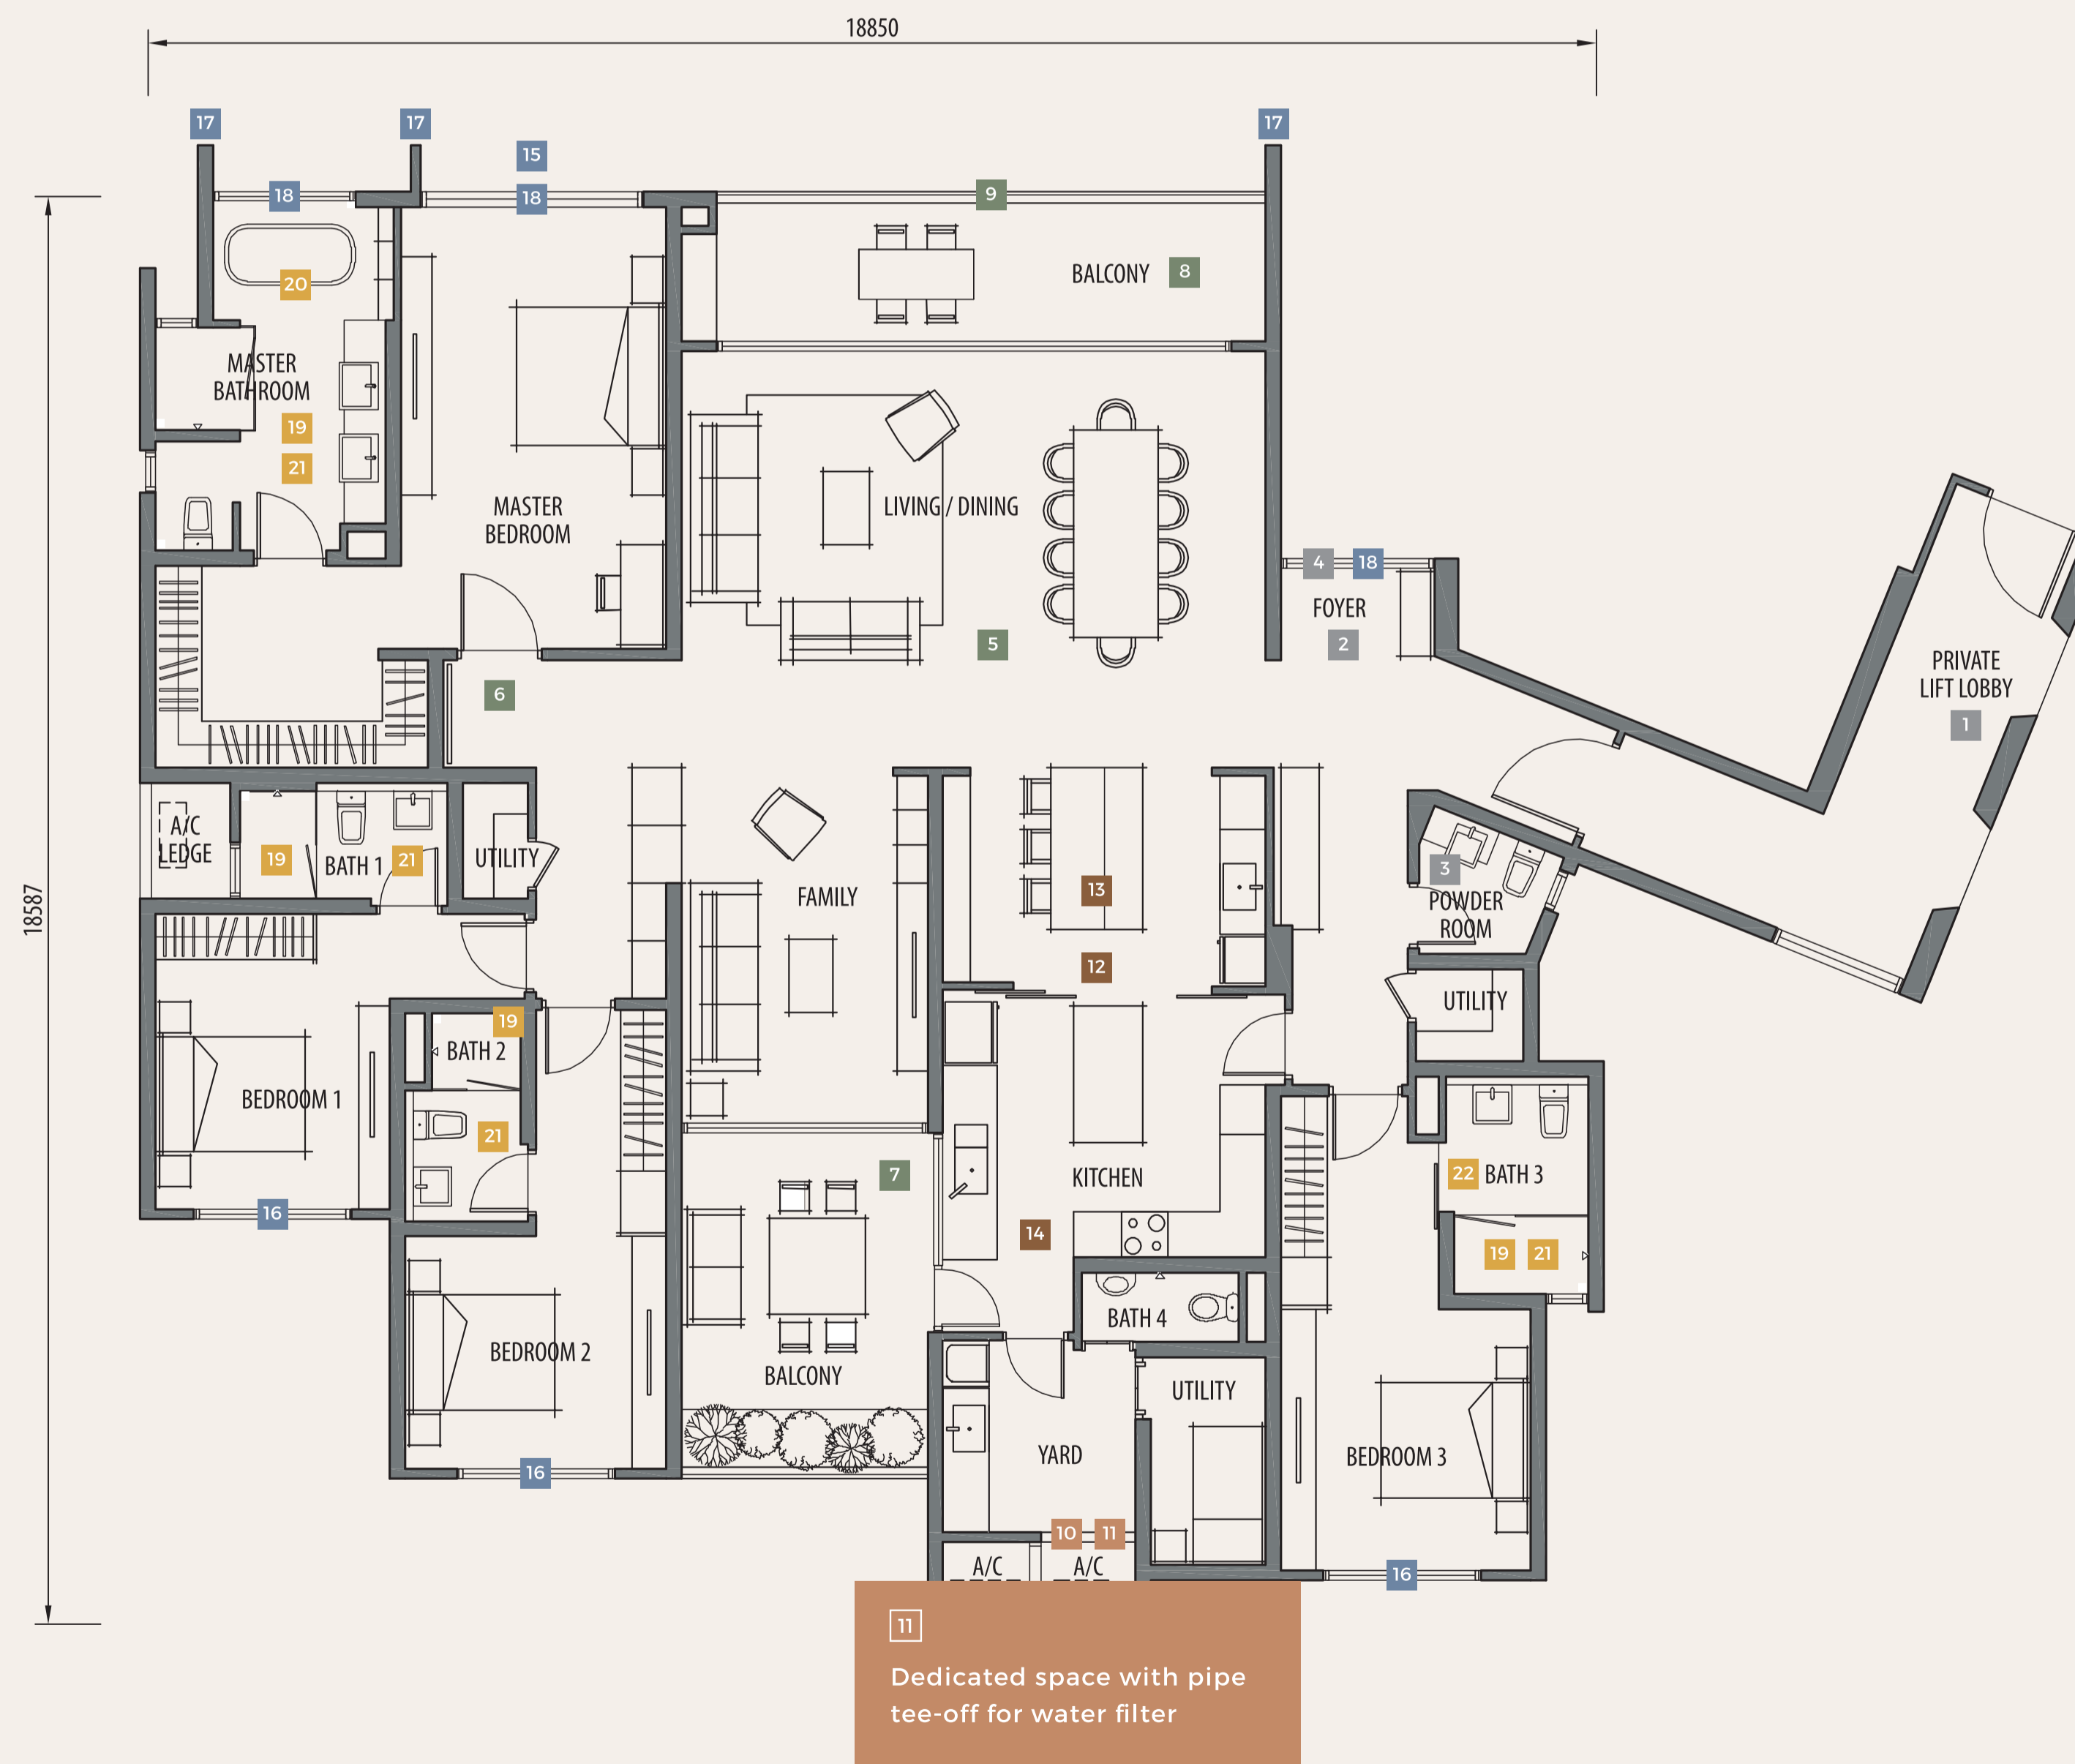 18850
17
17
17
15
18
18
9
BALCONY
8
20
MASTER
BATHROOM
19
21
MASTER
BEDROOM
LIVING / DINING
4
18
FOYER
2
5
6
PRIVATE
LIFT LOBBY
1
18587
A/C
LEDGE
19
BATH 1
21
UTILITY
FAMILY
13
12
3
POWDER
ROOM
UTILITY
19
BATH 2
21
BEDROOM 1
16
7
KITCHEN
14
22
BATH 3
19
21
BATH 4
BEDROOM 2
BALCONY
UTILITY
YARD
BEDROOM 3
16
10
11
A/C
A/C
16
11
Dedicated space with pipe
tee-off for water filter